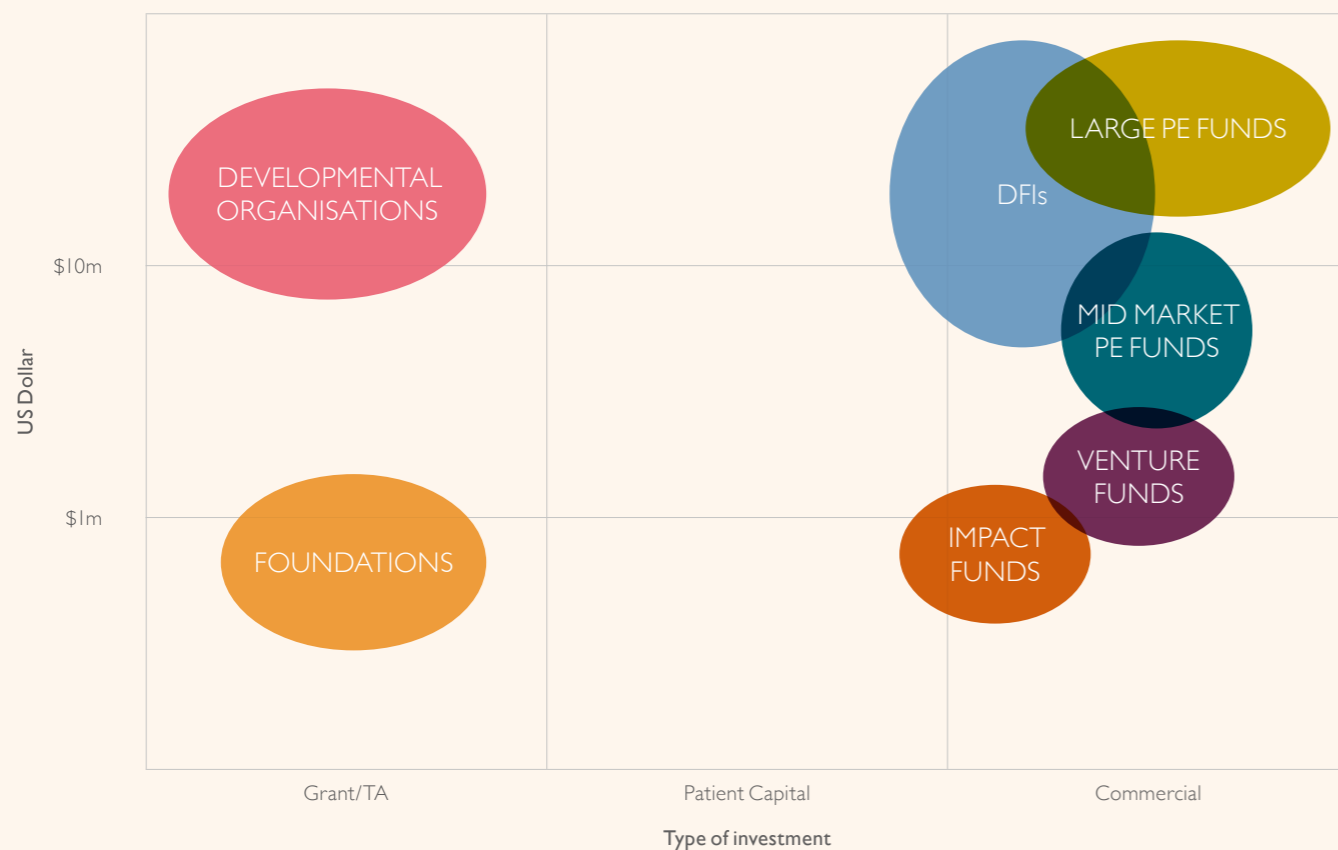 LARGE PE FUNDS
DEVELOPMENTAL
ORGANISATIONS
DFIs
$10m
MID MARKET
PE FUNDS
US Dollar
VENTURE
FUNDS
$1m
IMPACT
FUNDS
FOUNDATIONS
Grant/TA
Patient Capital
Commercial
Type of investment